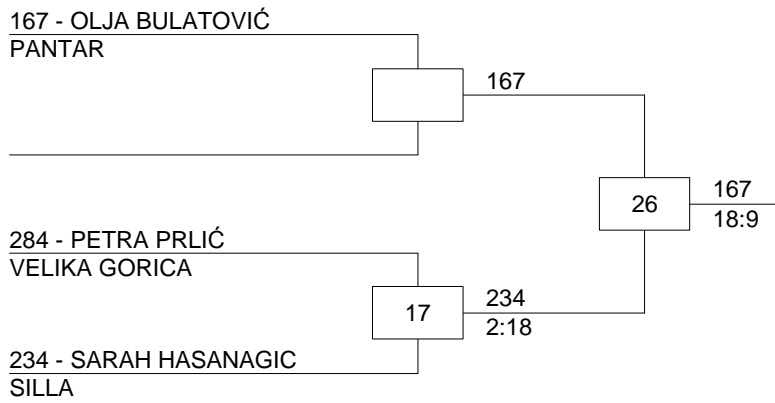 167 - OLJA BULATOVIĆ
PANTAR
167
167
26
18:9
284 - PETRA PRLIĆ
VELIKA GORICA
234
17
2:18
234 - SARAH HASANAGIC
SILLA